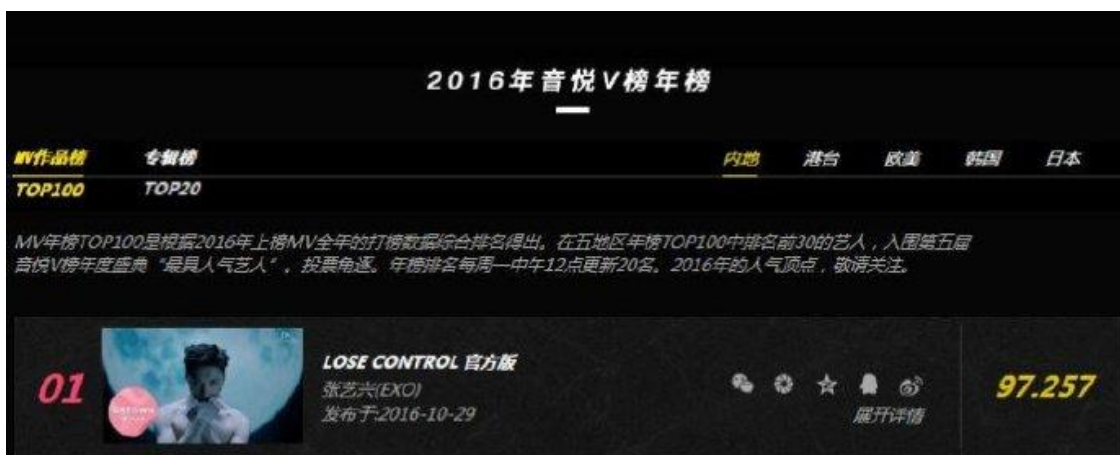 2016年音悦V榜年榜
MV作品榜 专辑榜 内地 港台 欧美 韩国 日本
TOP100 TOP20
MV年榜TOP100是根据2016年上榜MV全年的打榜数据综合排名得出。在五地区年榜TOP100中排名前30的艺人，入围第五届
音悦V榜年度盛典“最具人气艺人”。投票角逐。年榜排名每周一中午12点更新20名。2016年的人气顶点，敬请关注。
LOSE CONTROL 官方版
01 张艺兴(EXO) 97.257
发布于:2016-10-29 展开详情